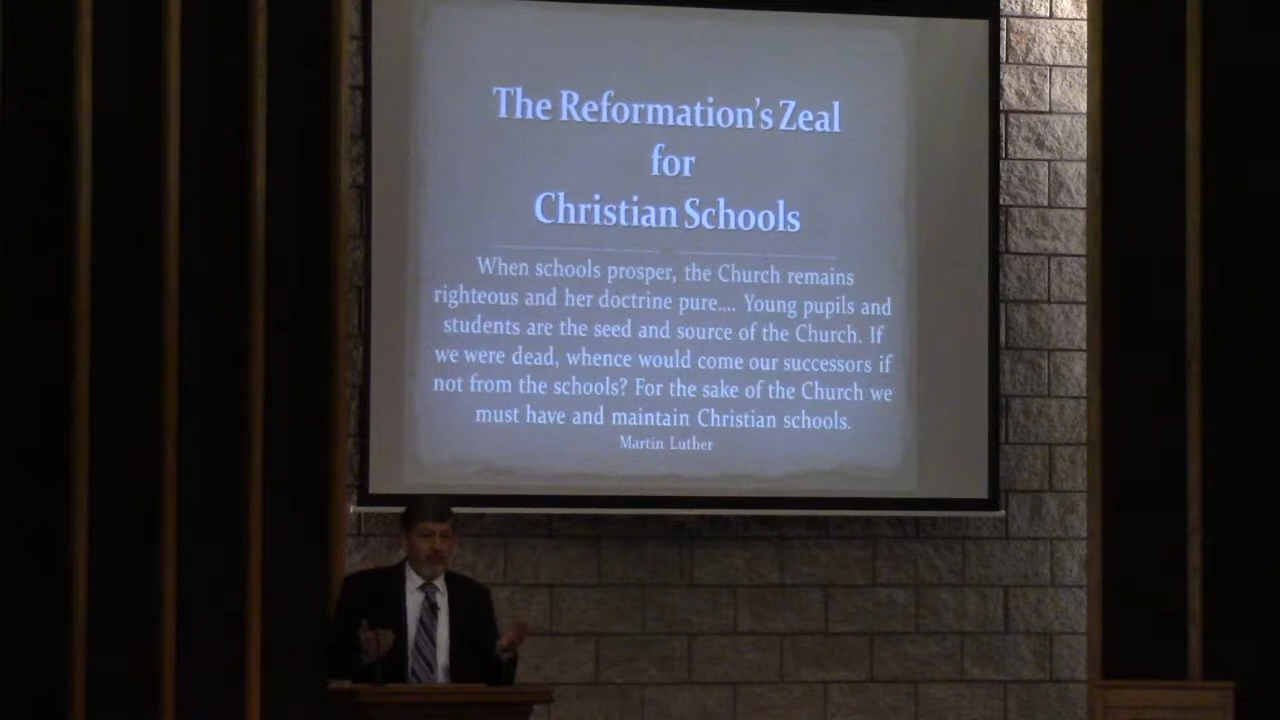 The Reformation's Zeal
for
Christian Schools
When schools prosper, the Church remains
righteous and her doctrine pure.... Young pupils and
students are the seed and source of the Church. If
we were dead, whence would come our successors if
not from the schools? For the sake of the Church we
must have and maintain Christian schools.
Martin Luther